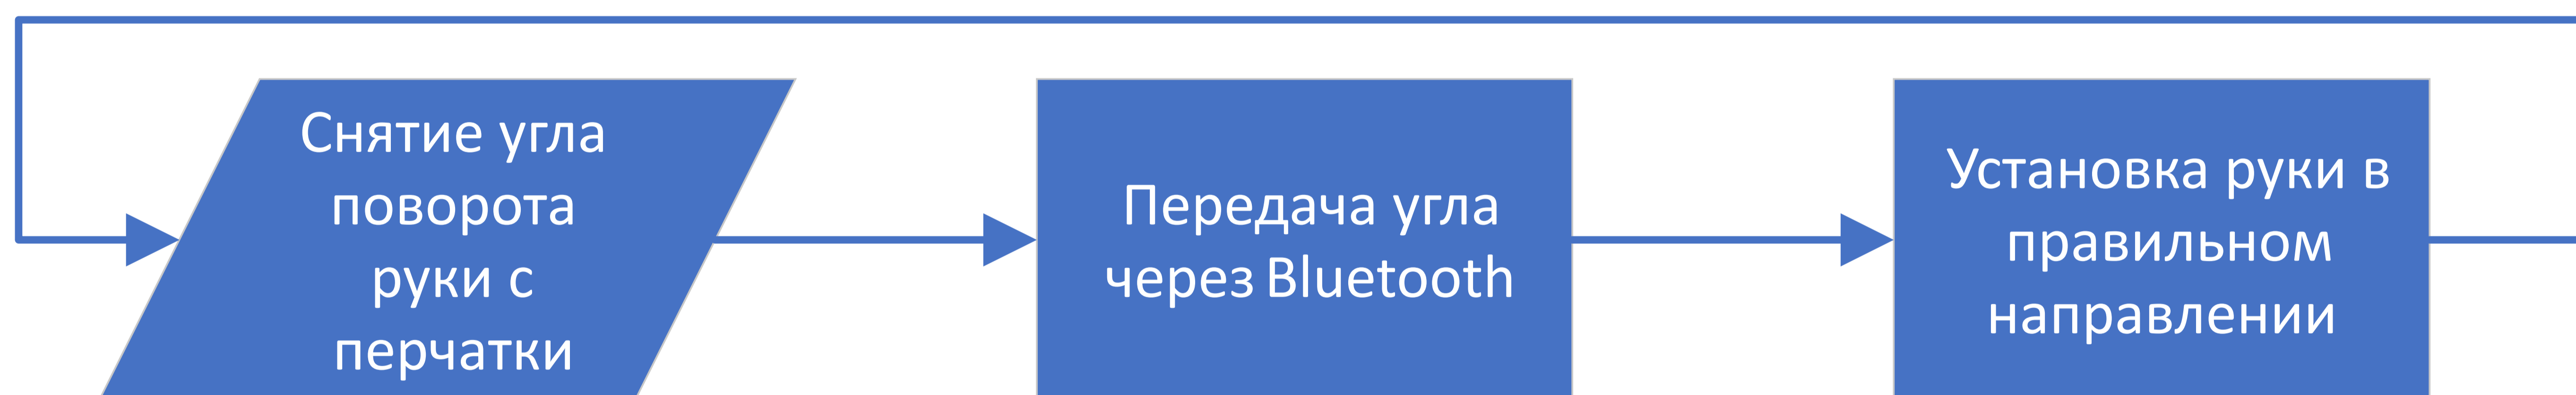 Снятие угла
поворота
руки с
перчатки
Передача угла
через Bluetooth
Установка руки в
правильном
направлении